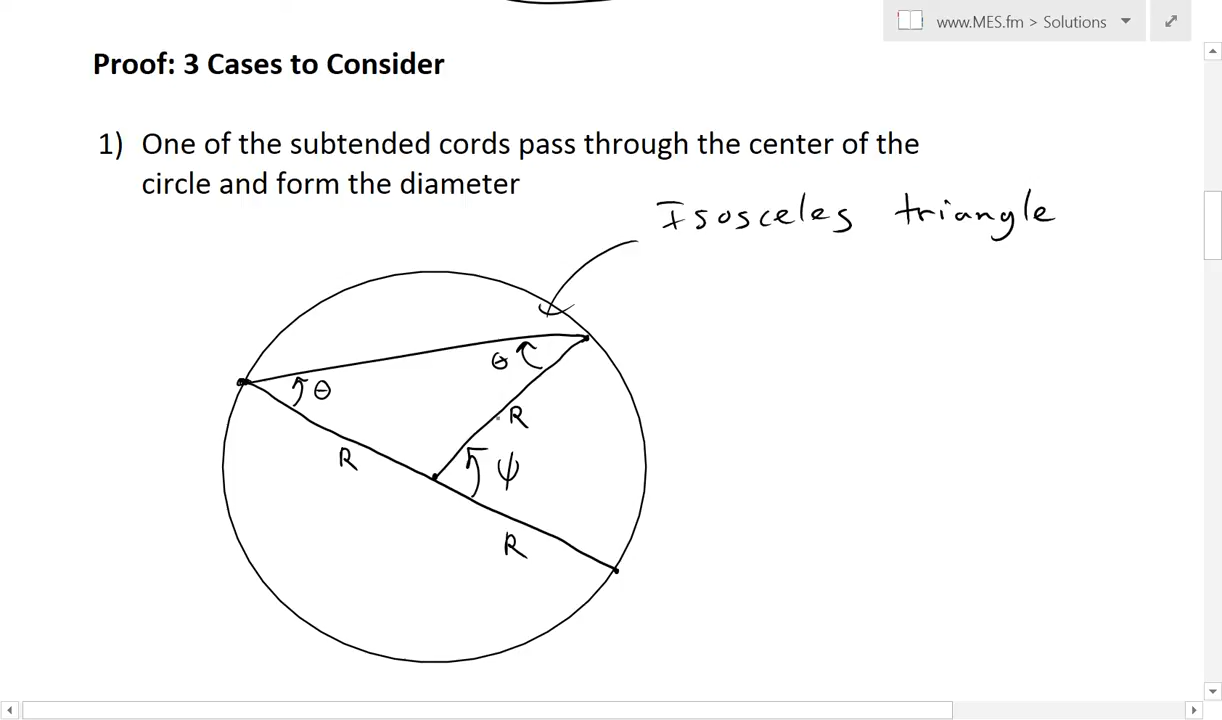 www.MES.fm > Solutions
Proof: 3 Cases to Consider
1) One of the subtended cords pass through the center of the
circle and form the diameter
Isosceles triangle
θ
θ
R
R
ψ
R